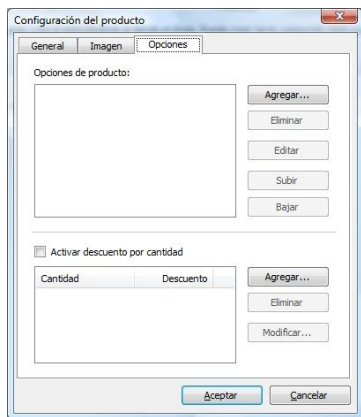 Configuración del producto
General Imagen Opciones
Opciones de producto:
Agregar...
Eliminar
Editar
Subir
Bajar
Activar descuento por cantidad
Cantidad Descuento
Agregar...
Eliminar
Modificar...
Aceptar Cancelar